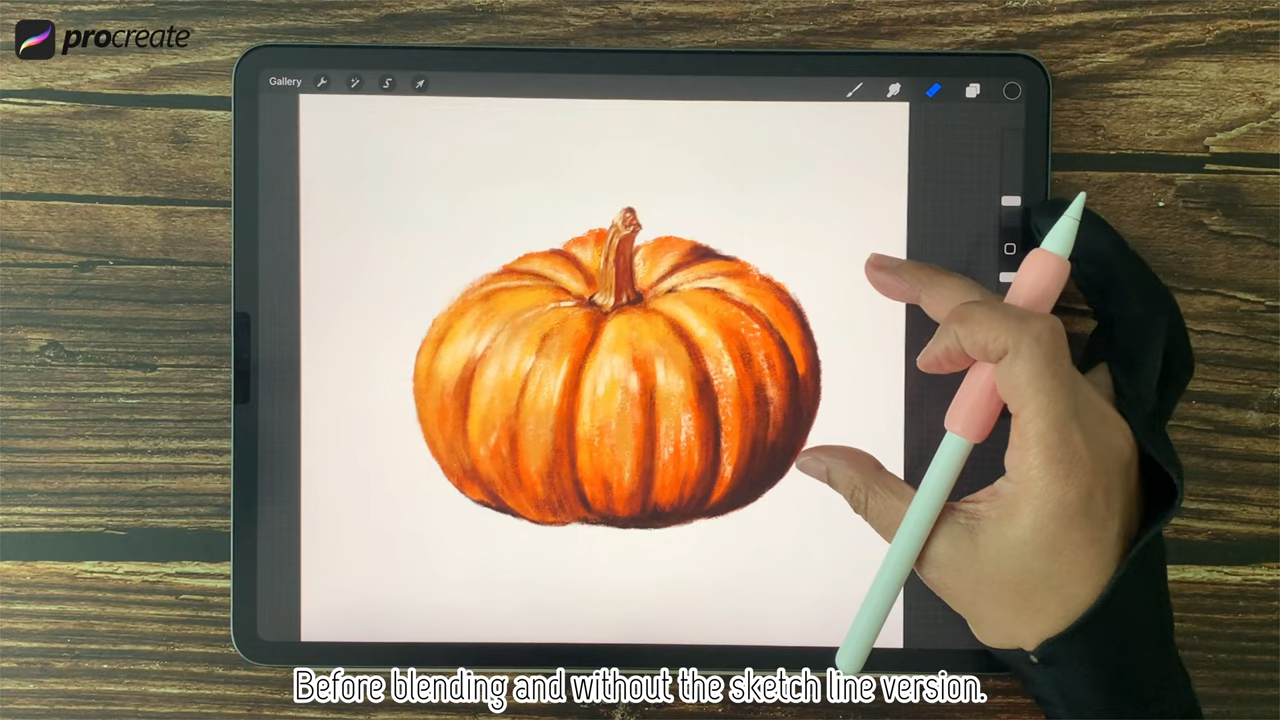 procreate
Gallery
Before blending and without the sketch line version.